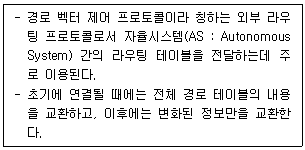 - 경로 벡터 제어 프로토콜이라 칭하는 외부 라우
팅 프로토콜로서 자율시스템(AS : Autonomous
System) 간의 라우팅 테이블을 전달하는데 주
로 이용된다.
- 초기에 연결될 때에는 전체 경로 테이블의 내용
을 교환하고, 이후에는 변화된 정보만을 교환한
다.